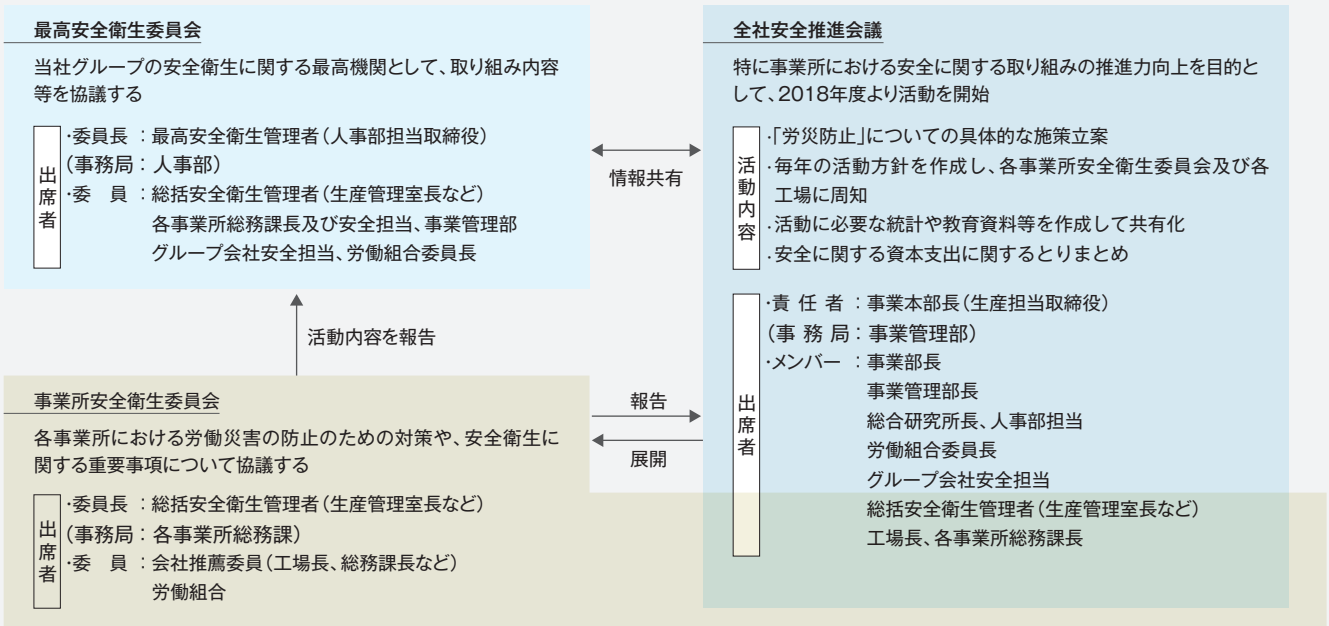 最高安全衛生委員会
当社グループの安全衛生に関する最高機関として、取り組み内容
等を協議する
出席者
・委員長 ：最高安全衛生管理者（人事部担当取締役）
（事務局：人事部）
・委 員 ：総括安全衛生管理者（生産管理室長など）
各事業所総務課長及び安全担当、事業管理部
グループ会社安全担当、労働組合委員長
情報共有
全社安全推進会議
特に事業所における安全に関する取り組みの推進力向上を目的と
して、2018年度より活動を開始
活動内容
・「労災防止」についての具体的な施策立案
・毎年の活動方針を作成し、各事業所安全衛生委員会及び各
工場に周知
・活動に必要な統計や教育資料等を作成して共有化
・安全に関する資本支出に関するとりまとめ
出席者
・責 任 者 ：事業本部長（生産担当取締役）
（事 務 局：事業管理部）
・メンバー ：事業部長
事業管理部長
総合研究所長、人事部担当
労働組合委員長
グループ会社安全担当
総括安全衛生管理者（生産管理室長など）
工場長、各事業所総務課長
活動内容を報告
報告
展開
事業所安全衛生委員会
各事業所における労働災害の防止のための対策や、安全衛生に
関する重要事項について協議する
出席者
・委員長 ：総括安全衛生管理者（生産管理室長など）
（事務局：各事業所総務課）
・委 員 ：会社推薦委員（工場長、総務課長など）
労働組合